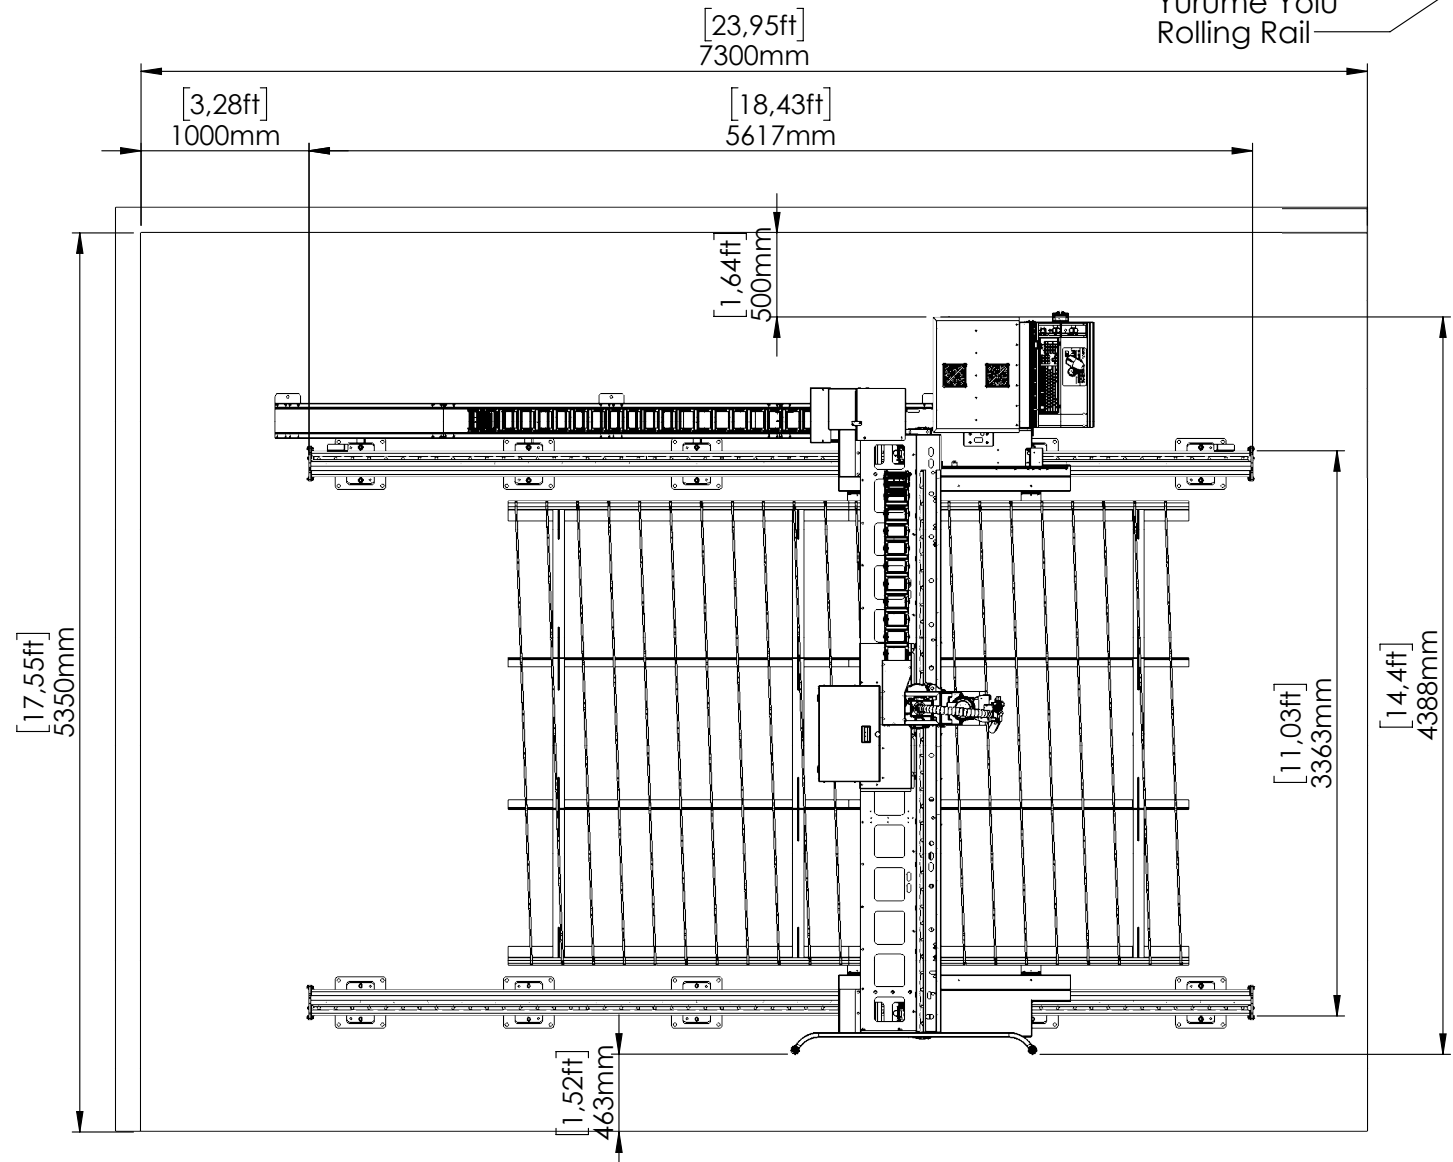 Yürüme Yolu
Rolling Rail
[23,95ft]
7300mm
[3,28ft]
1000mm
[18,43ft]
5617mm
[1,64ft]
500mm
[17,55ft]
5350mm
[11,03ft]
3363mm
[14,4ft]
4388mm
[1,52ft]
463mm